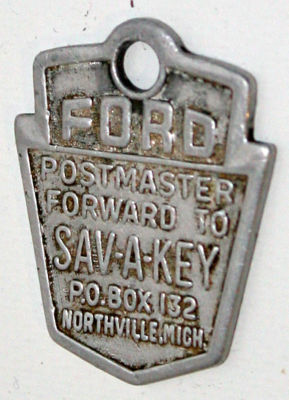 FORD
POSTMASTER
FORWARD TO
SAV-A-KEY
P.O. BOX 132
NORTHVILLE, MICH.